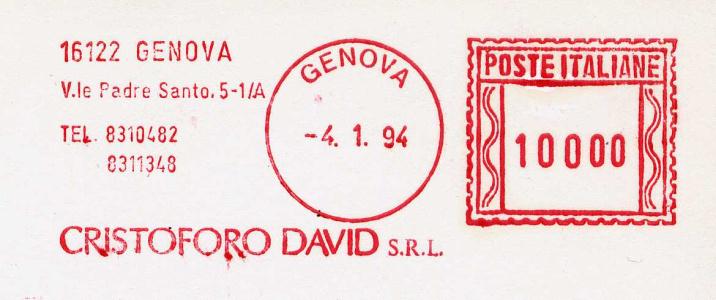 16122 GENOVA
V.le Padre Santo, 5-1/A
TEL. 8310482
8311348
CRISTOFORO DAVID S.R.L.
GENOVA
-4. 1. 94
POSTE ITALIANE
10000